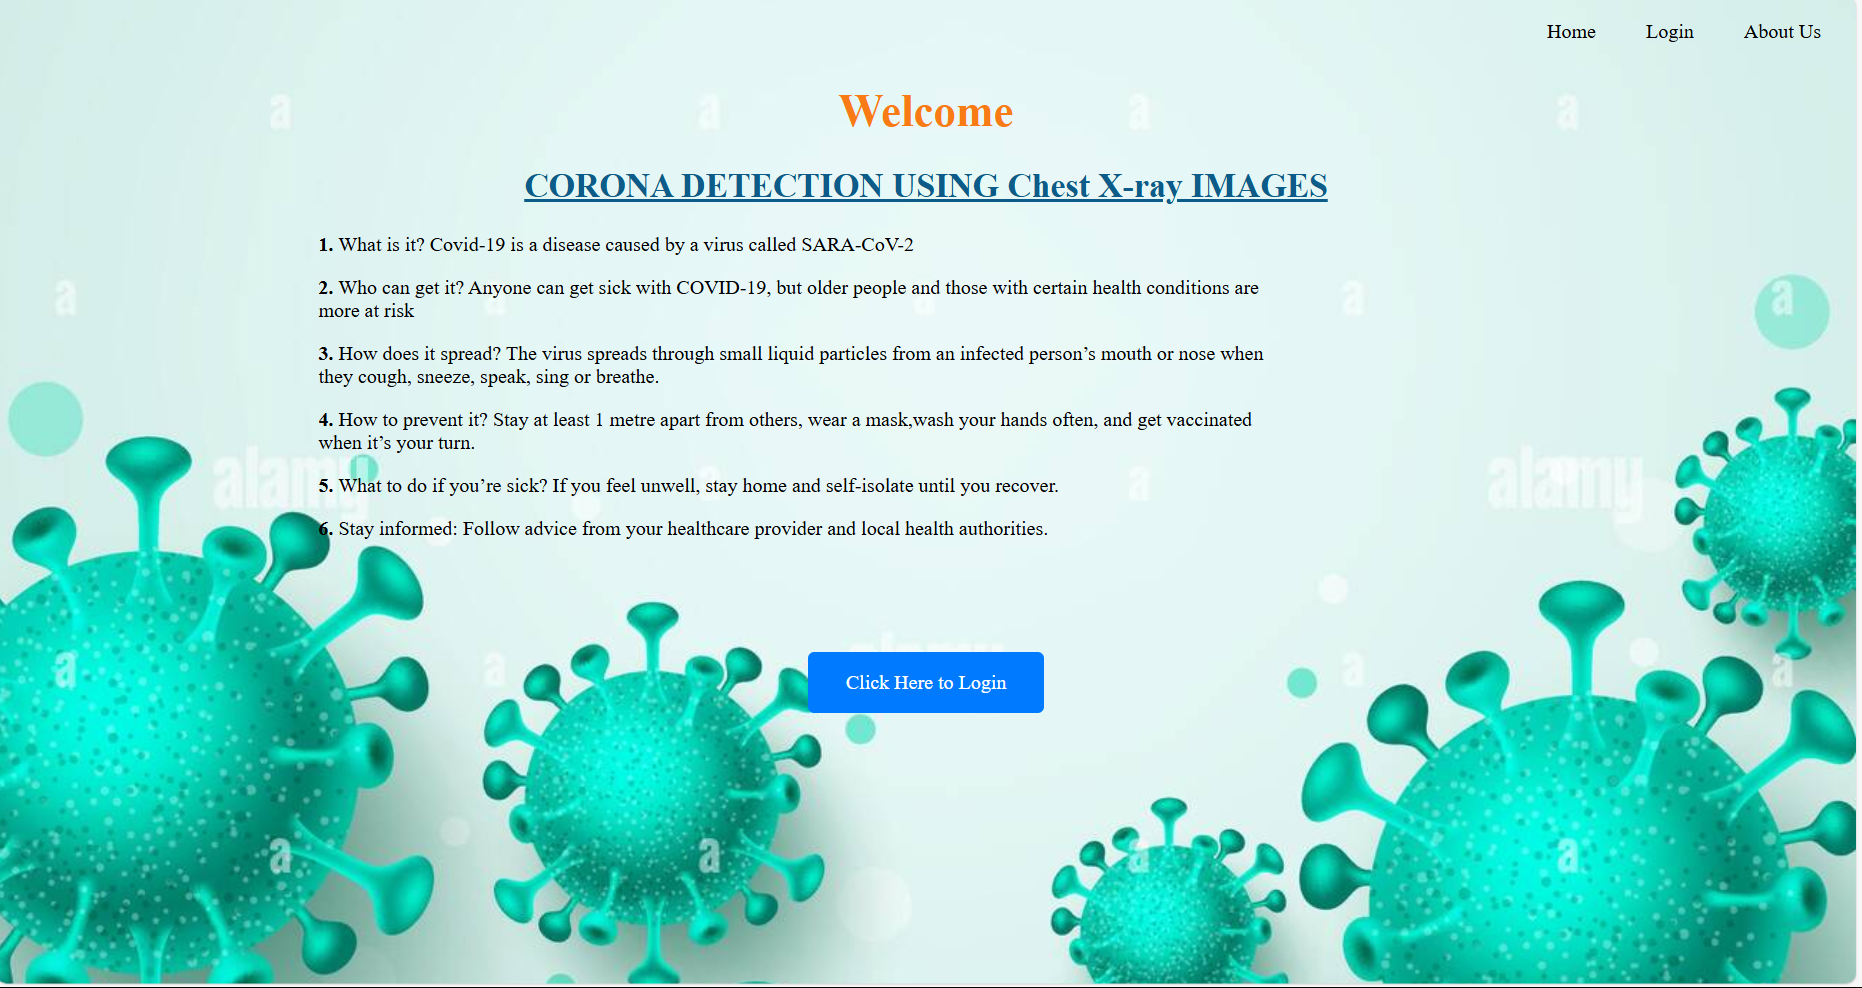 Home Login About Us
Welcome
CORONA DETECTION USING Chest X-ray IMAGES
1. What is it? Covid-19 is a disease caused by a virus called SARA-CoV-2
2. Who can get it? Anyone can get sick with COVID-19, but older people and those with certain health conditions are
more at risk
3. How does it spread? The virus spreads through small liquid particles from an infected person’s mouth or nose when
they cough, sneeze, speak, sing or breathe.
4. How to prevent it? Stay at least 1 metre apart from others, wear a mask,wash your hands often, and get vaccinated
when it’s your turn.
alamy alamy
5. What to do if you’re sick? If you feel unwell, stay home and self-isolate until you recover.
6. Stay informed: Follow advice from your healthcare provider and local health authorities.
alamy
Click Here to Login